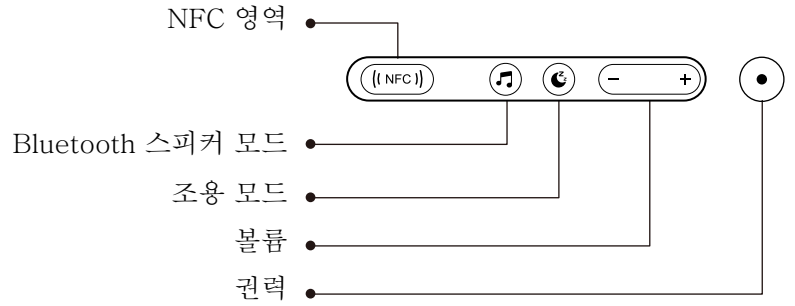 NFC 영역
((NFC))
Bluetooth 스피커 모드
조용 모드
볼륨
권력